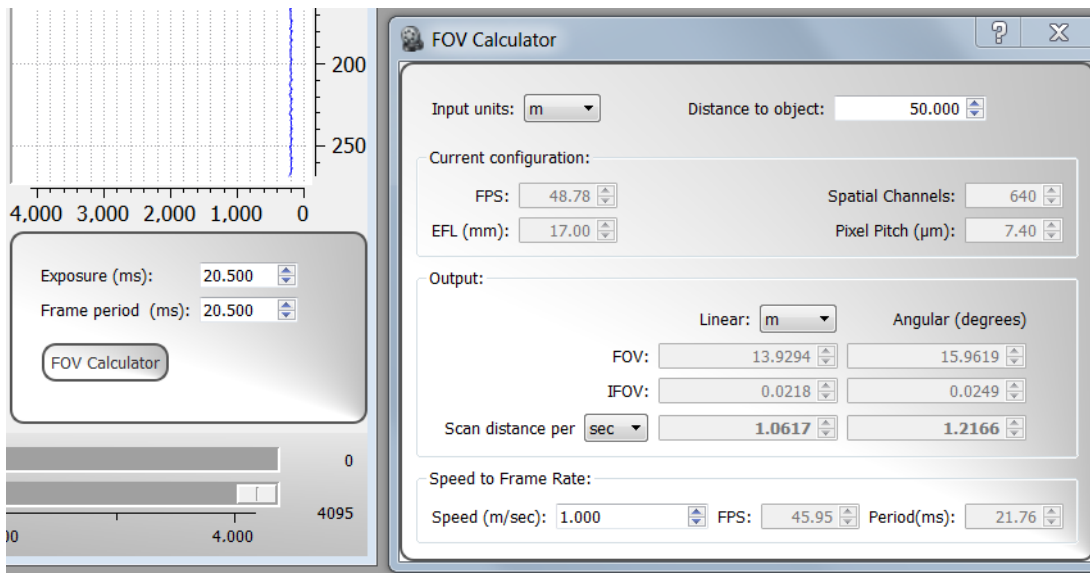 200
250
4,000 3,000 2,000 1,000 0
Exposure (ms): 20.500
Frame period (ms): 20.500
FOV Calculator
0
4095
00 4.000
FOV Calculator
Input units: m Distance to object: 50.000
Current configuration:
FPS: 48.78 Spatial Channels: 640
EFL (mm): 17.00 Pixel Pitch (µm): 7.40
Output:
Linear: m Angular (degrees)
FOV: 13.9294 15.9619
IFOV: 0.0218 0.0249
Scan distance per sec 1.0617 1.2166
Speed to Frame Rate:
Speed (m/sec): 1.000 FPS: 45.95 Period(ms): 21.76